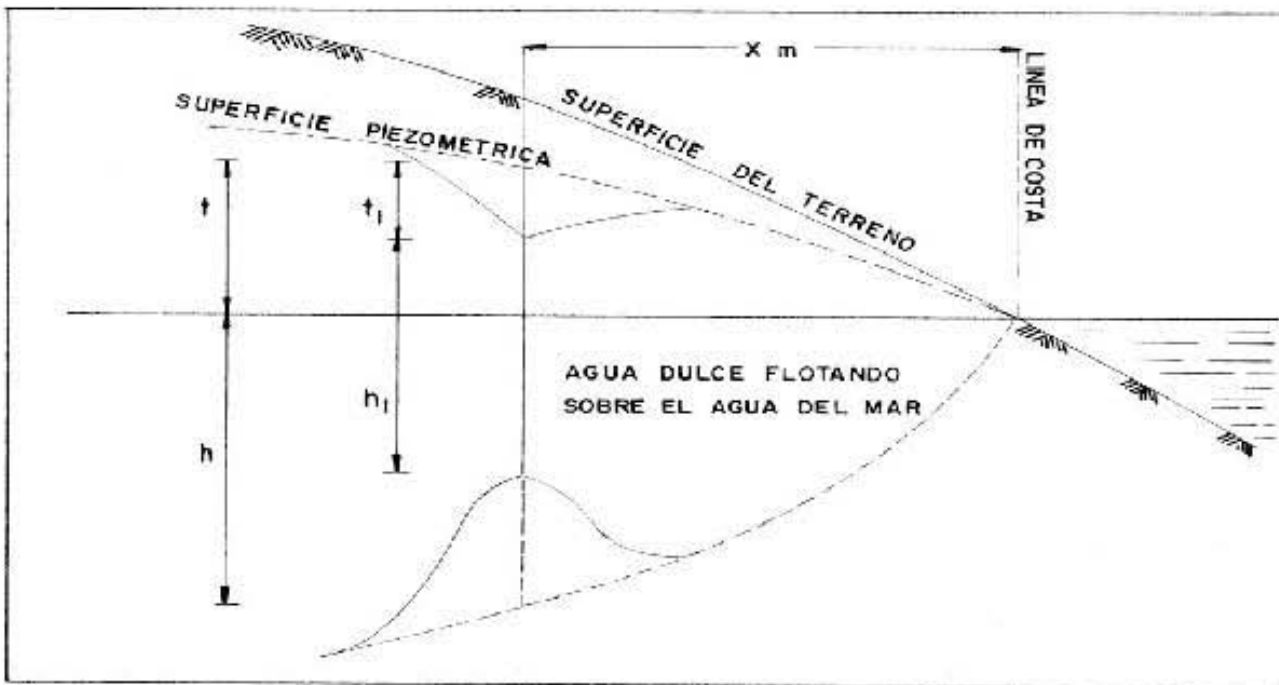 X m
LINEA DE COSTA
SUPERFICIE DEL TERRENO
SUPERFICIE PIEZOMETRICA
t
t1
h1
h
AGUA DULCE FLOTANDO
SOBRE EL AGUA DEL MAR